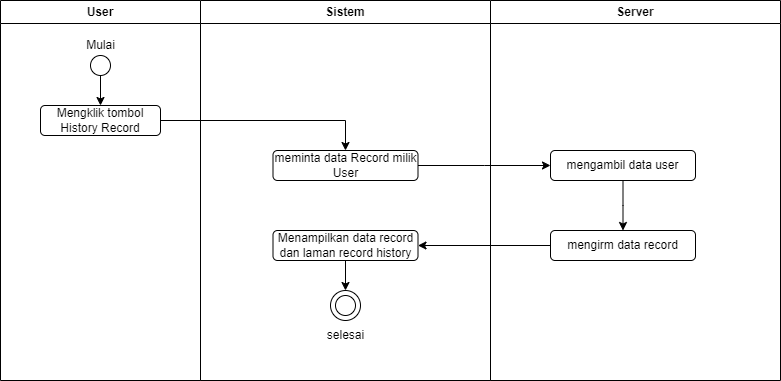 User
Sistem
Server
Mulai
Mengklik tombol
History Record
meminta data Record milik
User
mengambil data user
Menampilkan data record
dan laman record history
mengirm data record
selesai